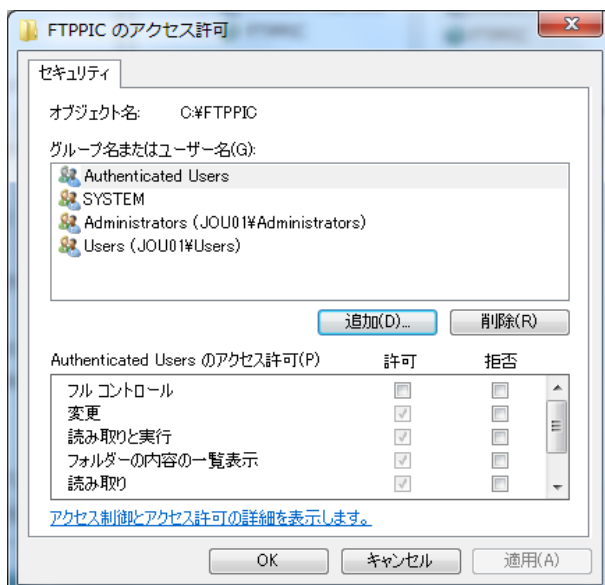 FTPPIC のアクセス許可
セキュリティ
オブジェクト名: C:¥FTPPIC
グループ名またはユーザー名(G):
Authenticated Users
SYSTEM
Administrators (JOU01¥Administrators)
Users (JOU01¥Users)
追加(D)... 削除(R)
Authenticated Users のアクセス許可(P) 許可 拒否
フル コントロール
変更
読み取りと実行
フォルダーの内容の一覧表示
読み取り
アクセス制御とアクセス許可の詳細を表示します。
OK キャンセル 適用(A)